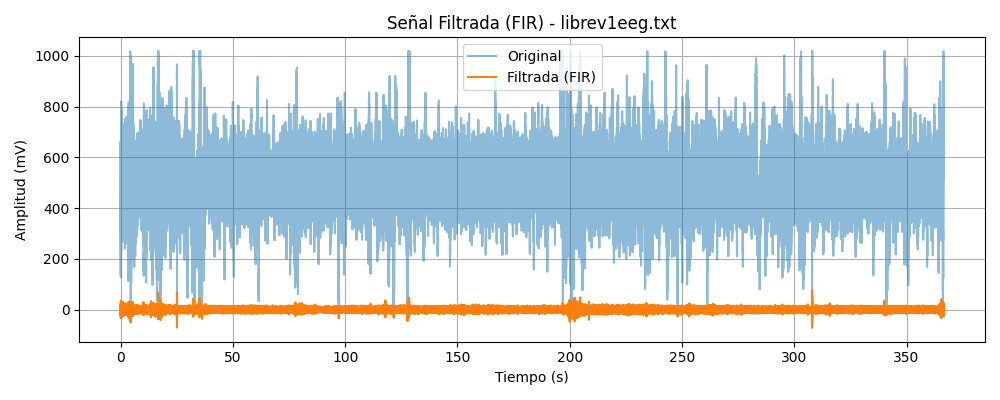 Señal Filtrada (FIR) - librev1eeg.txt
Original
Filtrada (FIR)
Amplitud (mV)
1000
800
600
400
200
0
0
50
100
150
200
250
300
350
Tiempo (s)